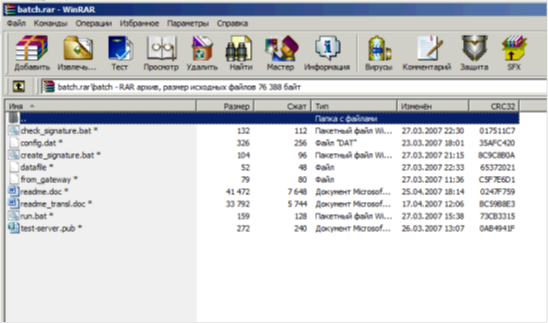 batch.rar - WinRAR
Файл Команды Операции Избранное Параметры Справка
Добавить Извлечь... Тест Просмотр Удалить Найти Мастер Информация Вирусы Комментарий Защита SFX
batch.rar\batch - RAR архив, размер исходных файлов 76 388 байт
Имя Размер Сжат Тип Изменён CRC32
.. Папка с файлами
check_signature.bat * 132 112 Пакетный файл Wi... 27.03.2007 22:30 017511C7
config.dat * 326 256 Файл "DAT" 23.03.2007 18:01 35AFC420
create_signature.bat * 104 96 Пакетный файл Wi... 27.03.2007 21:15 8C9C8B0A
datafile * 52 48 Файл 27.03.2007 22:33 65372021
from_gateway * 79 80 Файл 27.03.2007 11:36 C5F7E6D1
readme.doc * 41 472 7 648 Документ Microsof... 25.04.2007 18:14 0247F759
readme_transl.doc * 33 792 5 744 Документ Microsof... 17.04.2007 12:06 BC59B8E3
run.bat * 159 128 Пакетный файл Wi... 27.03.2007 15:38 73CB3315
test-server.pub * 272 240 Документ Microsof... 26.03.2007 13:07 0AB4941F